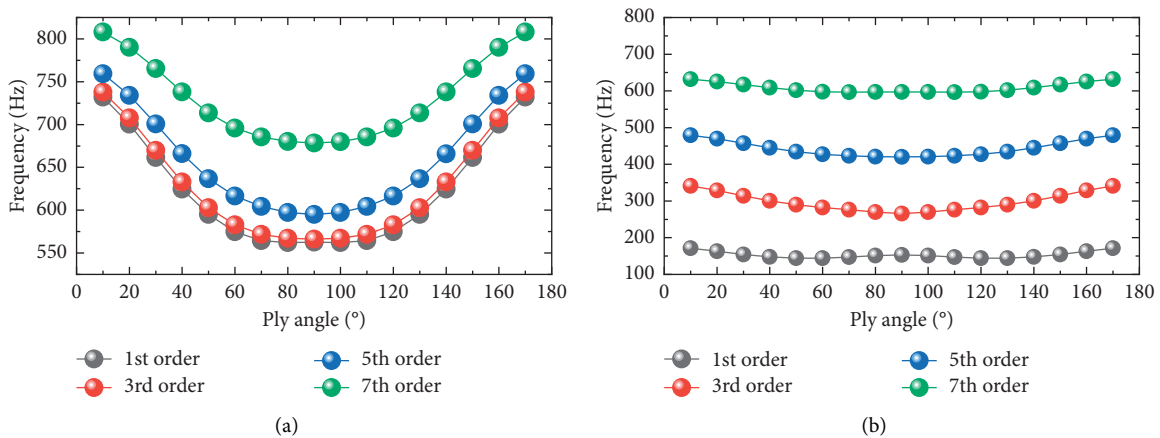 800
750
700
650
600
550
Frequency (Hz)
0 20 40 60 80 100 120 140 160 180
Ply angle (°)
1st order
3rd order
5th order
7th order
(a)
800
700
600
500
400
300
200
100
Frequency (Hz)
0 20 40 60 80 100 120 140 160 180
Ply angle (°)
1st order
3rd order
5th order
7th order
(b)